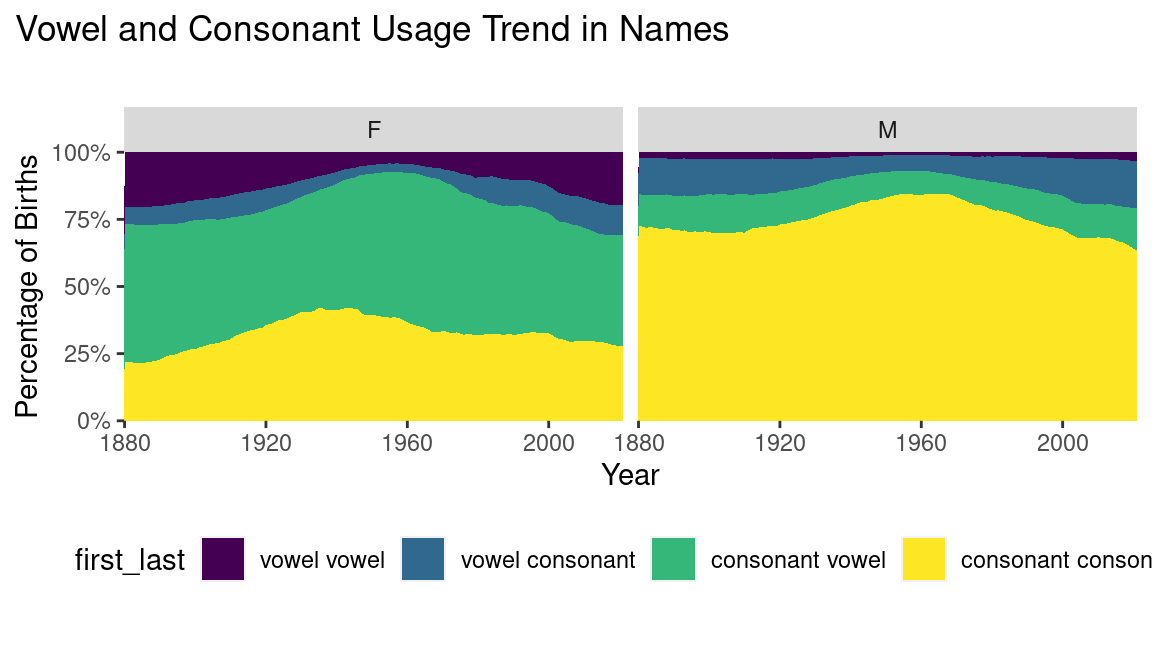 Vowel and Consonant Usage Trend in Names
F
M
Percentage of Births
100%
75%
50%
25%
0%
1880 1920 1960 2000 1880 1920 1960 2000
Year
first_last vowel vowel vowel consonant consonant vowel consonant conson